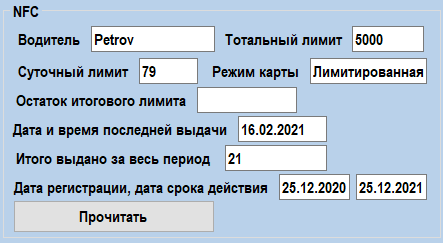 NFC
Водитель Petrov Тотальный лимит 5000
Суточный лимит 79 Режим карты Лимитированная
Остаток итогового лимита
Дата и время последней выдачи 16.02.2021
Итого выдано за весь период 21
Дата регистрации, дата срока действия 25.12.2020 25.12.2021
Прочитать